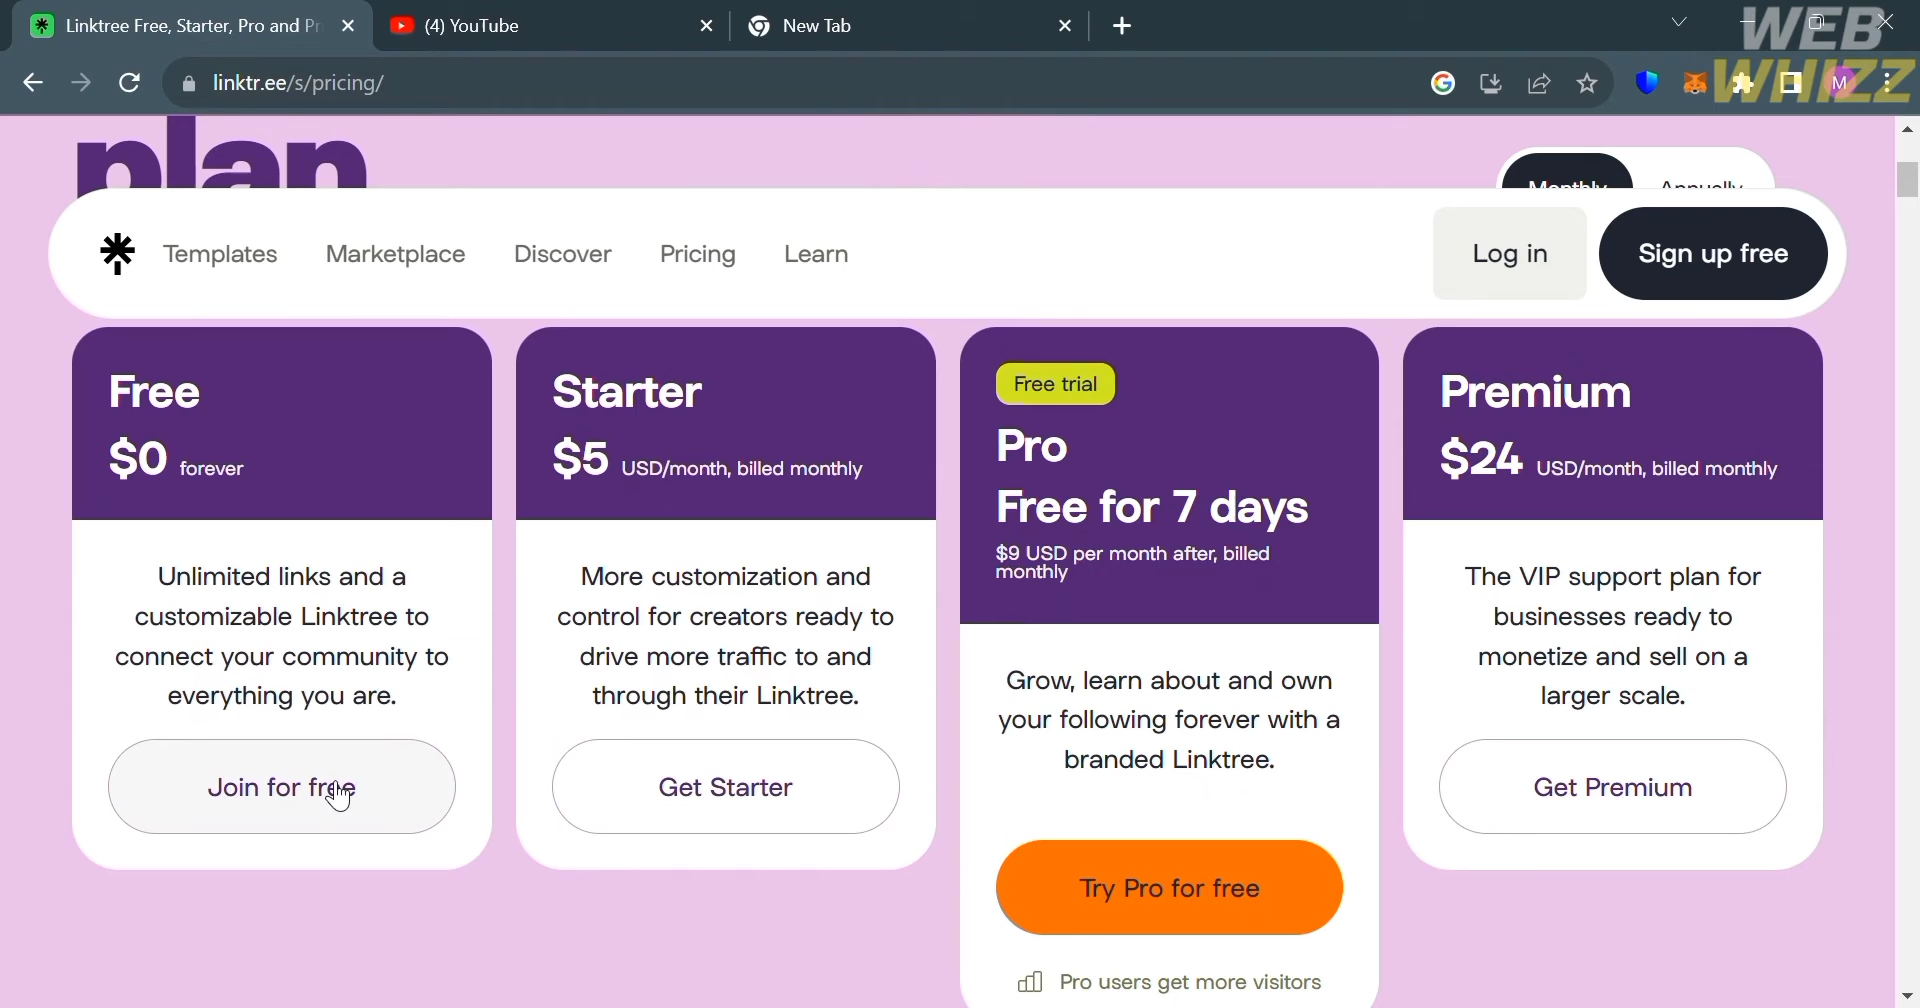 Linktree Free, Starter, Pro and Pr
(4) YouTube
New Tab
WEB
WHIZZ
linktr.ee/s/pricing/
M
plan
Monthly
Annually
Templates
Marketplace
Discover
Pricing
Learn
Log in
Sign up free
Free
$0 forever
Unlimited links and a
customizable Linktree to
connect your community to
everything you are.
Join for free
Starter
$5 USD/month, billed monthly
More customization and
control for creators ready to
drive more traffic to and
through their Linktree.
Get Starter
Free trial
Pro
Free for 7 days
$9 USD per month after, billed
monthly
Grow, learn about and own
your following forever with a
branded Linktree.
Try Pro for free
Pro users get more visitors
Premium
$24 USD/month, billed monthly
The VIP support plan for
businesses ready to
monetize and sell on a
larger scale.
Get Premium